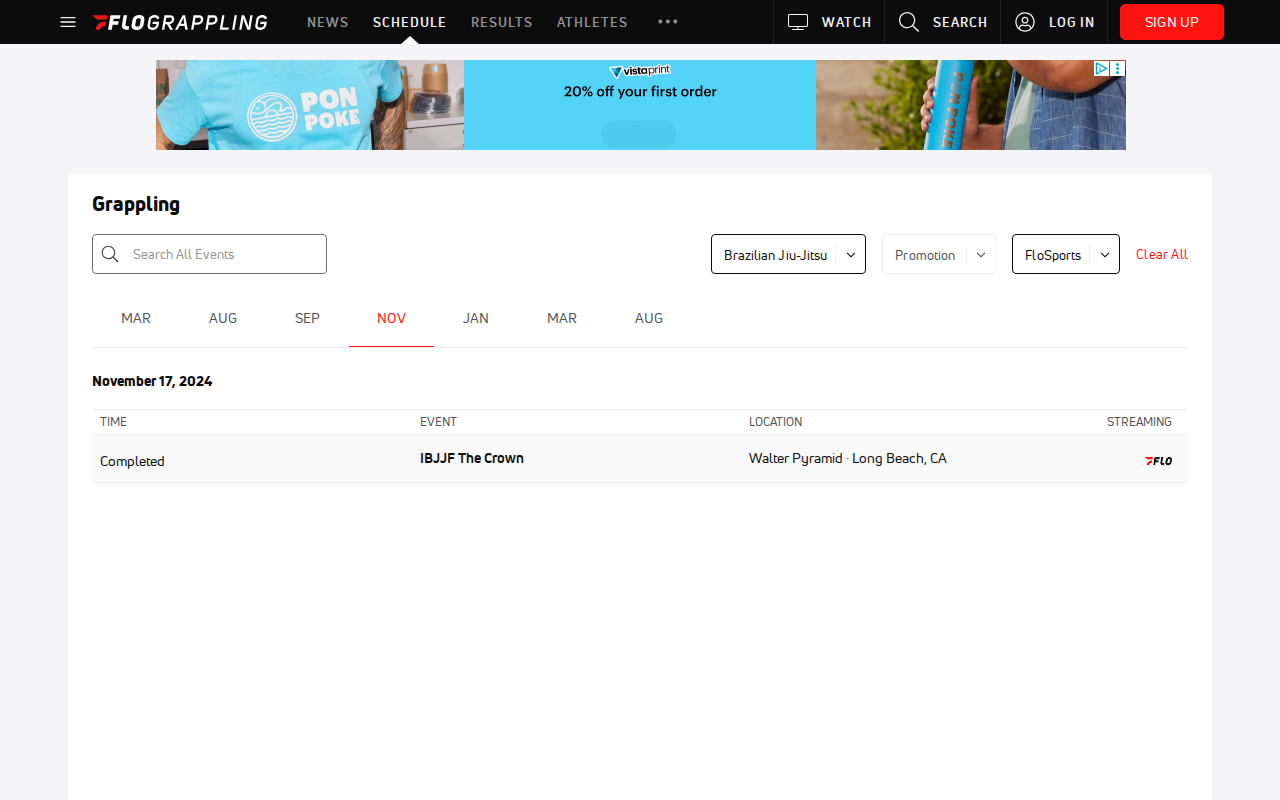 FLOGRAPPLING NEWS SCHEDULE RESULTS ATHLETES WATCH SEARCH LOG IN SIGN UP
PON
POKE
vistaprint
20% off your first order
PON POKE
Grappling
Search All Events
Brazilian Jiu-Jitsu
Promotion
FloSports
Clear All
MAR AUG SEP NOV JAN MAR AUG
November 17, 2024
TIME EVENT LOCATION STREAMING
Completed IBJJF The Crown Walter Pyramid · Long Beach, CA FLO